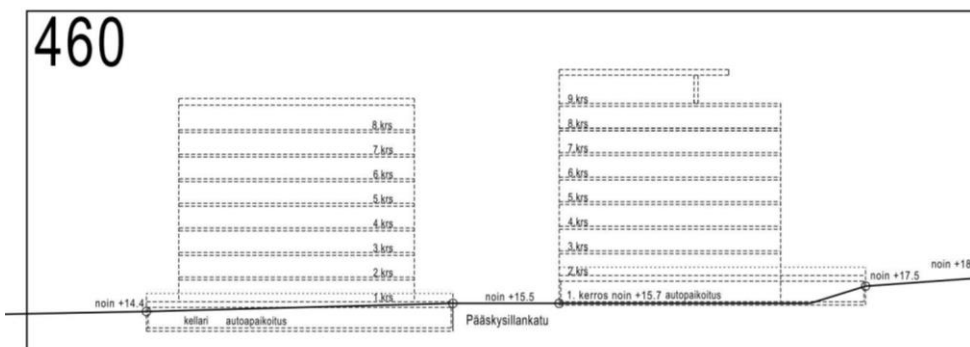 460
9.krs
8.krs
8.krs
7.krs
7.krs
6.krs
6.krs
5.krs
5.krs
4.krs
4.krs
3.krs
3.krs
2.krs
2.krs
noin +18
noin +17.5
noin +14.4
1.krs
noin +15.5
1. kerros noin +15.7 autopaikoitus
kellari autoapaikoitus
Pääskysillankatu